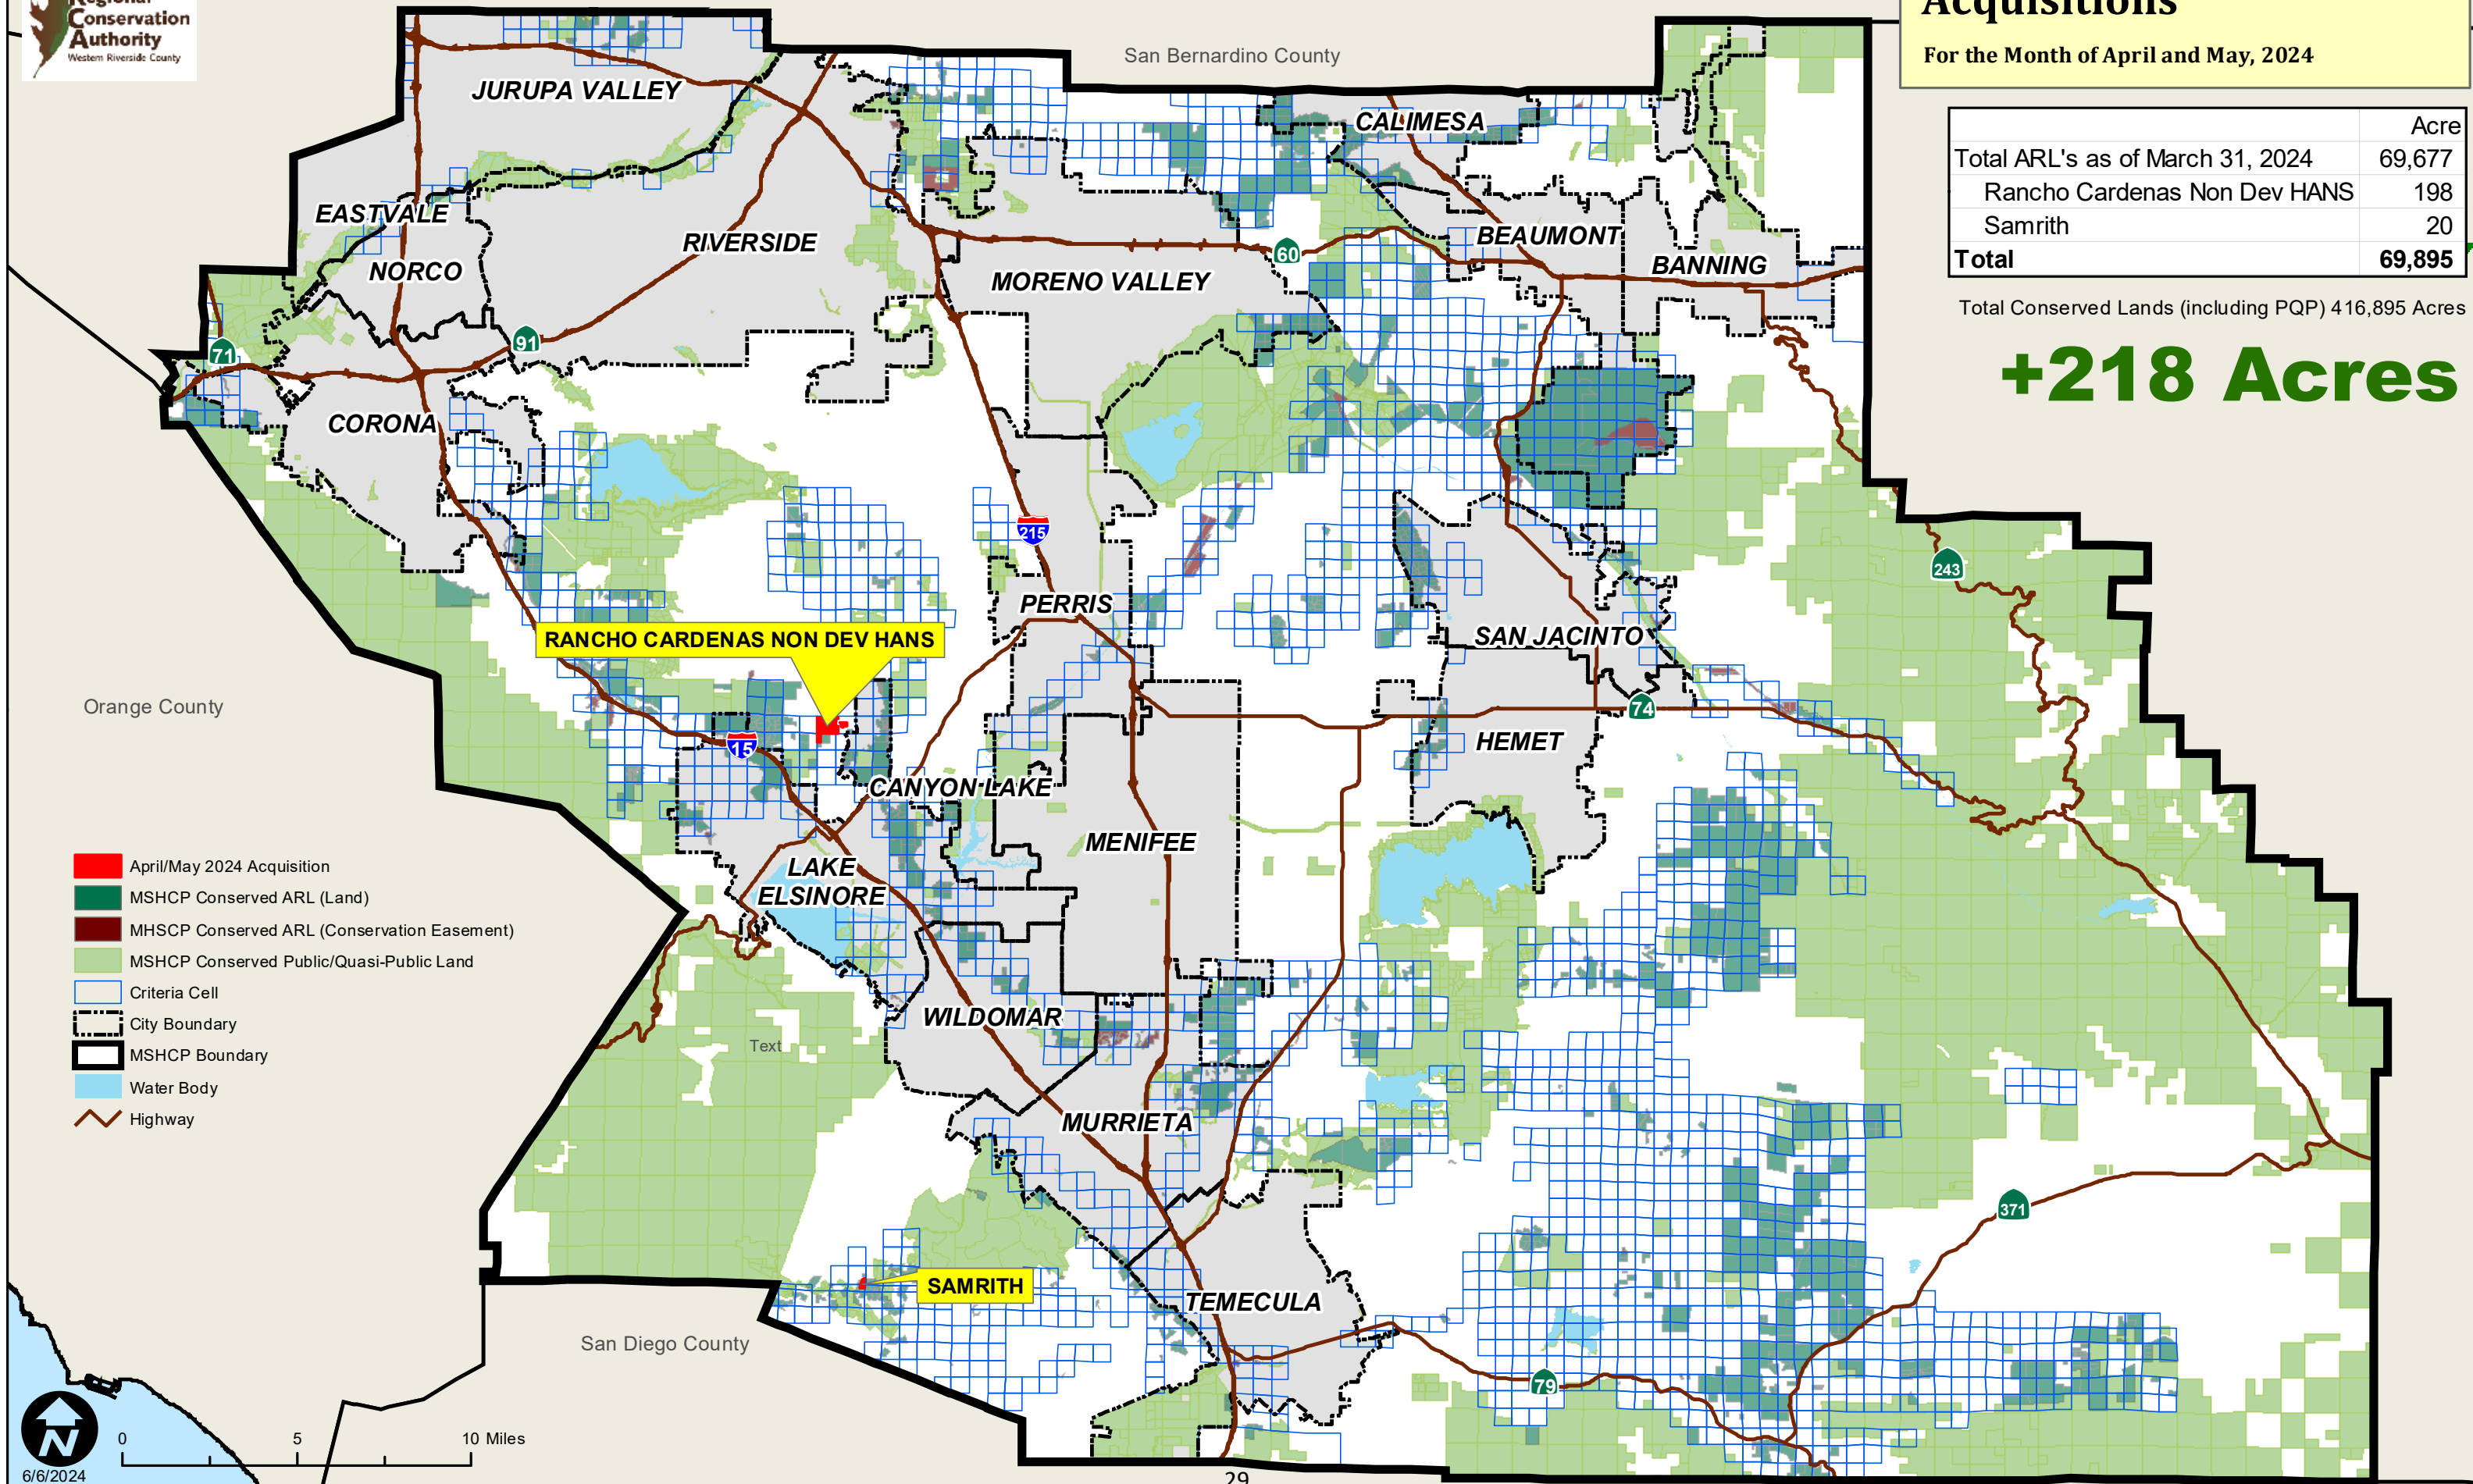 Regional
Conservation
Authority
Western Riverside County
Acquisitions
For the Month of April and May, 2024
Acre
Total ARL's as of March 31, 2024 69,677
Rancho Cardenas Non Dev HANS 198
Samrith 20
Total 69,895
Total Conserved Lands (including PQP) 416,895 Acres
+218 Acres
San Bernardino County
JURUPA VALLEY
CALIMESA
EASTVALE
RIVERSIDE
BEAUMONT
60
NORCO
BANNING
MORENO VALLEY
91
71
CORONA
215
243
PERRIS
RANCHO CARDENAS NON DEV HANS
SAN JACINTO
Orange County
74
15
HEMET
CANYON LAKE
MENIFEE
LAKE
ELSINORE
WILDOMAR
Text
MURRIETA
371
SAMRITH
TEMECULA
San Diego County
79
April/May 2024 Acquisition
MSHCP Conserved ARL (Land)
MHSCP Conserved ARL (Conservation Easement)
MSHCP Conserved Public/Quasi-Public Land
Criteria Cell
City Boundary
MSHCP Boundary
Water Body
Highway
N
0 5 10 Miles
6/6/2024
29